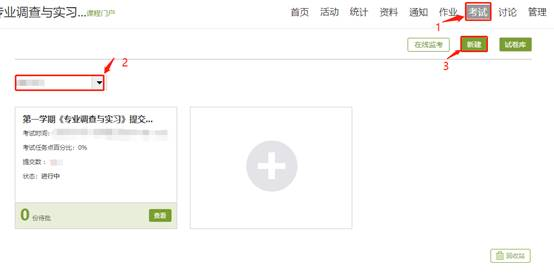 专业调查与实习...课程门户
首页 活动 统计 资料 通知 作业 考试 讨论 管理
1
在线监考 新建 试卷库
3
2
第一学期《专业调查与实习》提交...
考试时间:
考试任务点百分比: 0%
提交数:
状态: 进行中
0 份待批 查看
回收站